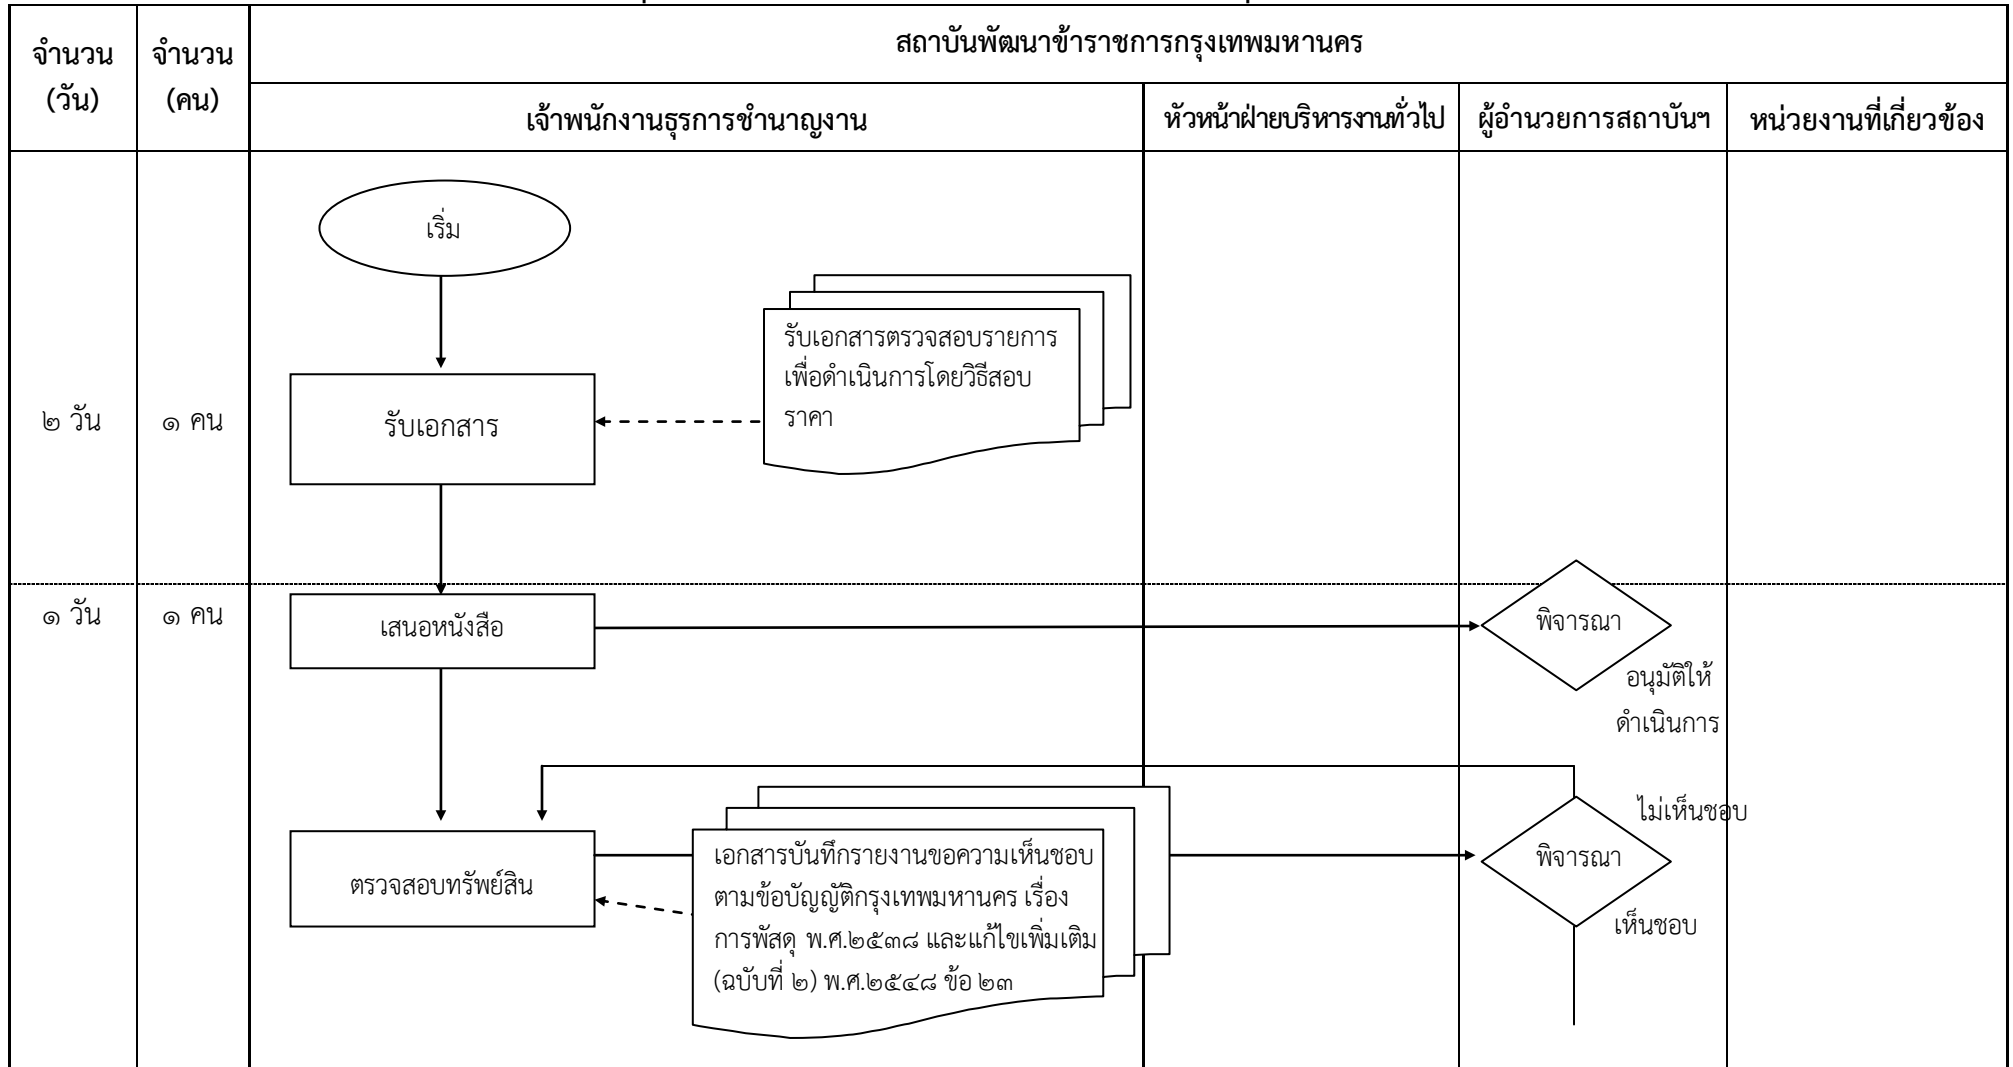 จำนวน
(วัน)
จำนวน
(คน)
สถาบันพัฒนาข้าราชการกรุงเทพมหานคร
เจ้าพนักงานธุรการชำนาญงาน
หัวหน้าฝ่ายบริหารงานทั่วไป
ผู้อำนวยการสถาบันฯ
หน่วยงานที่เกี่ยวข้อง
เริ่ม
รับเอกสารตรวจสอบรายการ
เพื่อดำเนินการโดยวิธีสอบ
ราคา
๒ วัน
๑ คน
รับเอกสาร
๑ วัน
๑ คน
เสนอหนังสือ
พิจารณา
อนุมัติให้
ดำเนินการ
ไม่เห็นชอบ
ตรวจสอบทรัพย์สิน
เอกสารบันทึกรายงานขอความเห็นชอบ
ตามข้อบัญญัติกรุงเทพมหานคร เรื่อง
การพัสดุ พ.ศ.๒๕๓๘ และแก้ไขเพิ่มเติม
(ฉบับที่ ๒) พ.ศ.๒๕๔๘ ข้อ ๒๓
พิจารณา
เห็นชอบ